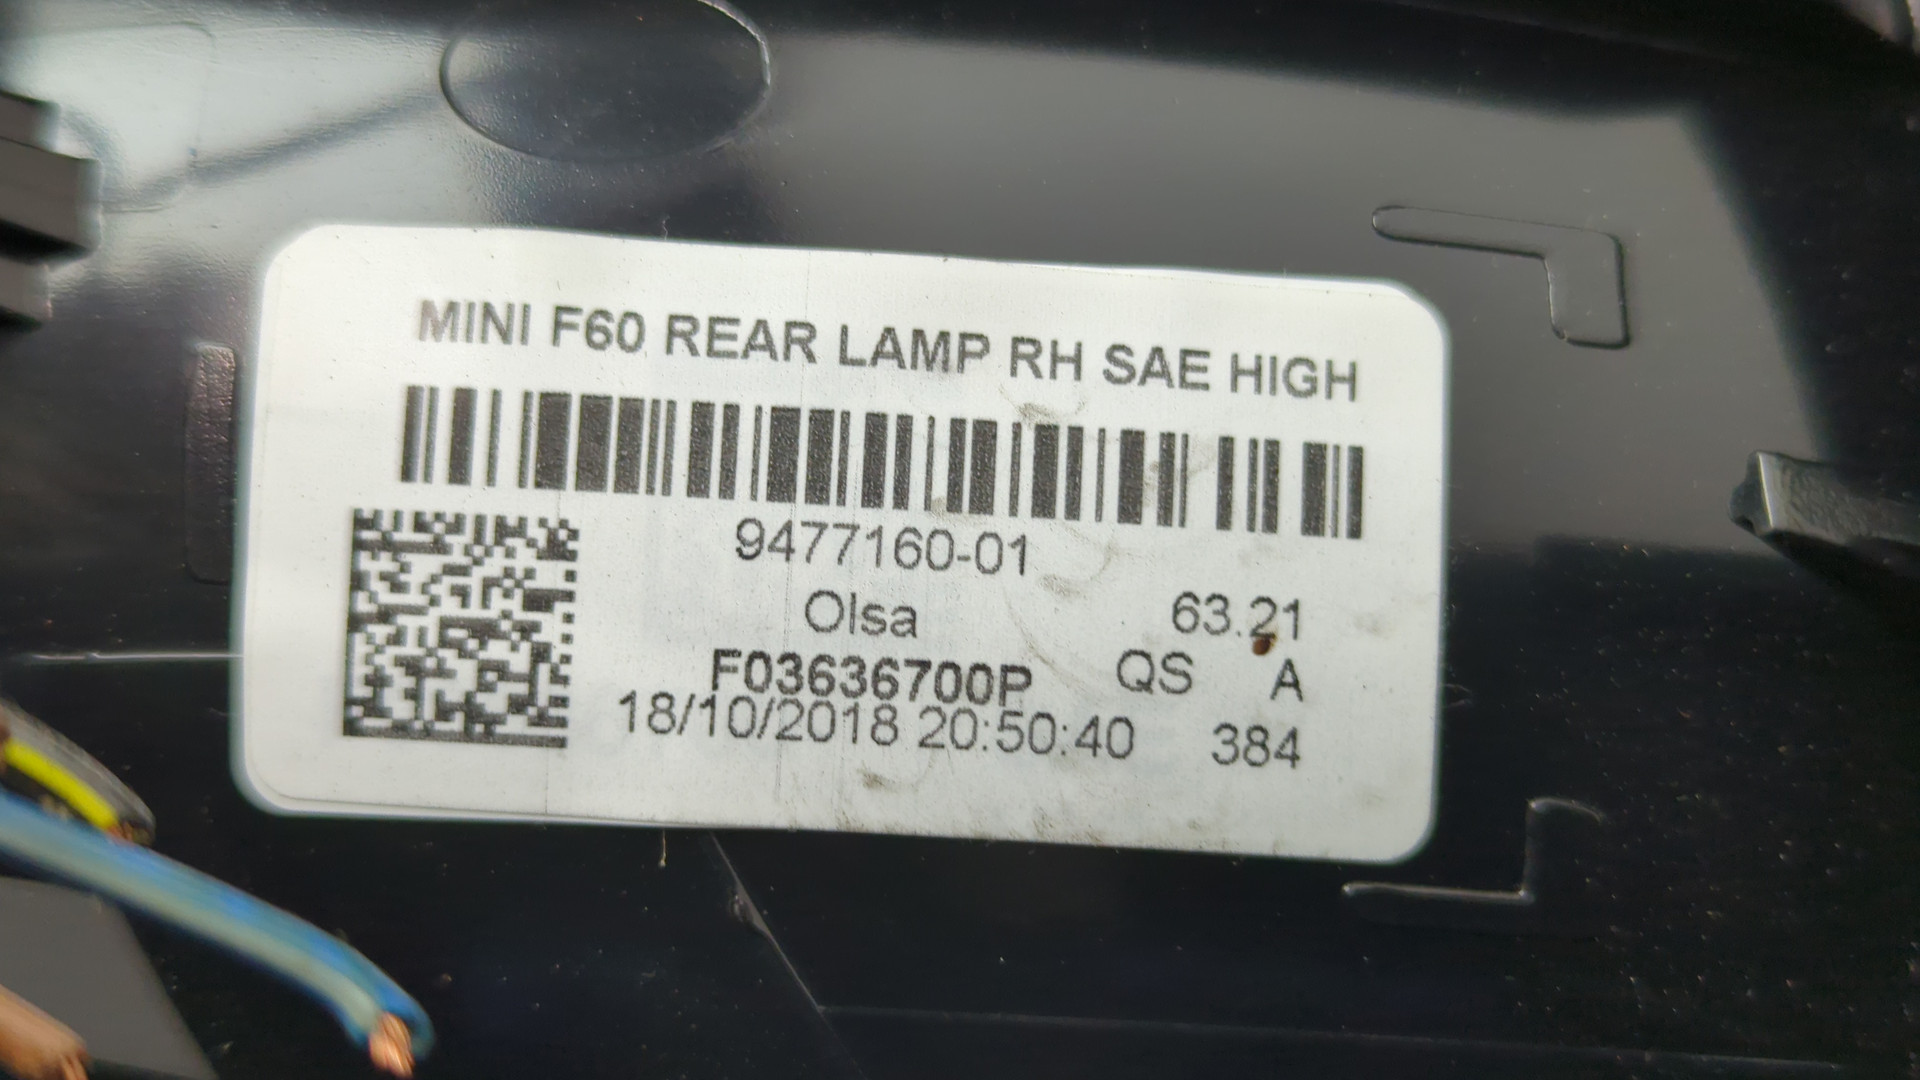 MINI F60 REAR LAMP RH SAE HIGH
9477160-01
Olsa 63.21
F03636700P QS A
18/10/2018 20:50:40 384